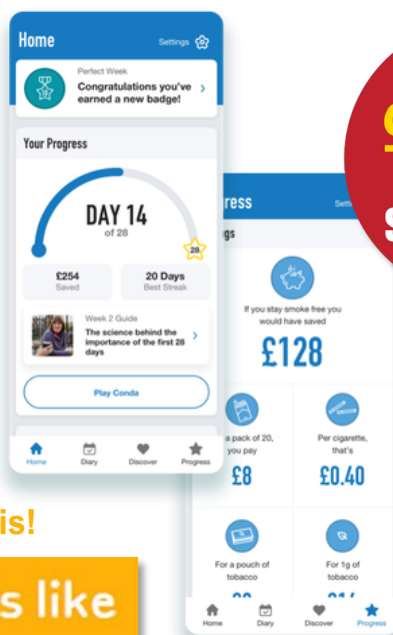 Home
Settings
Perfect Week
Congratulations you've
earned a new badge!
Your Progress
DAY 14
of 28
28
£254
Saved
20 Days
Best Streak
Week 2 Guide
The science behind the
importance of the first 28
days
Play Conda
Home
Diary
Discover
Progress
If you stay smoke free you
would have saved
£128
a pack of 20,
you pay
£8
Per cigarette,
that's
£0.40
For a pouch of
tobacco
For 1g of
tobacco
Home
Diary
Discover
Progress
is!
s like